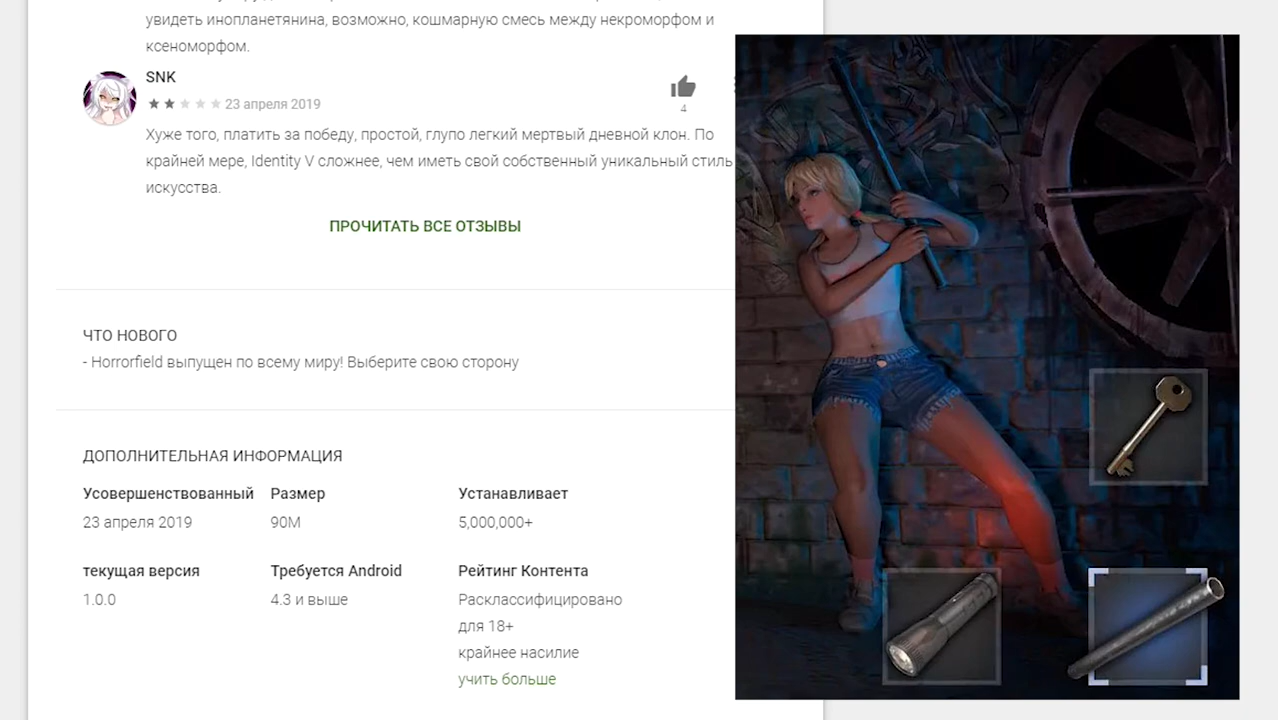 увидеть инопланетянина, возможно, кошмарную смесь между некроморфом и
ксеноморфом.
SNK
23 апреля 2019
4
Хуже того, платить за победу, простой, глупо легкий мертвый дневной клон. По
крайней мере, Identity V сложнее, чем иметь свой собственный уникальный стиль
искусства.
ПРОЧИТАТЬ ВСЕ ОТЗЫВЫ
ЧТО НОВОГО
- Horrorfield выпущен по всему миру! Выберите свою сторону
ДОПОЛНИТЕЛЬНАЯ ИНФОРМАЦИЯ
Усовершенствованный Размер Устанавливает
23 апреля 2019 90M 5,000,000+
текущая версия Требуется Android Рейтинг Контента
1.0.0 4.3 и выше Расклассифицировано
для 18+
крайнее насилие
учить больше